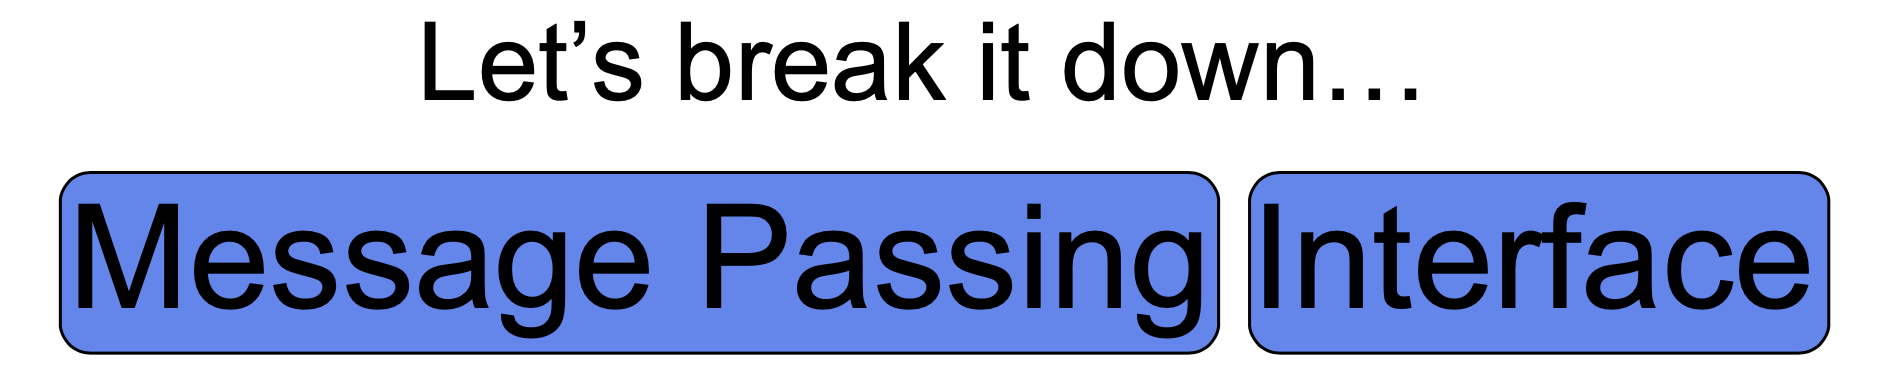 Let’s break it down…
Message Passing Interface